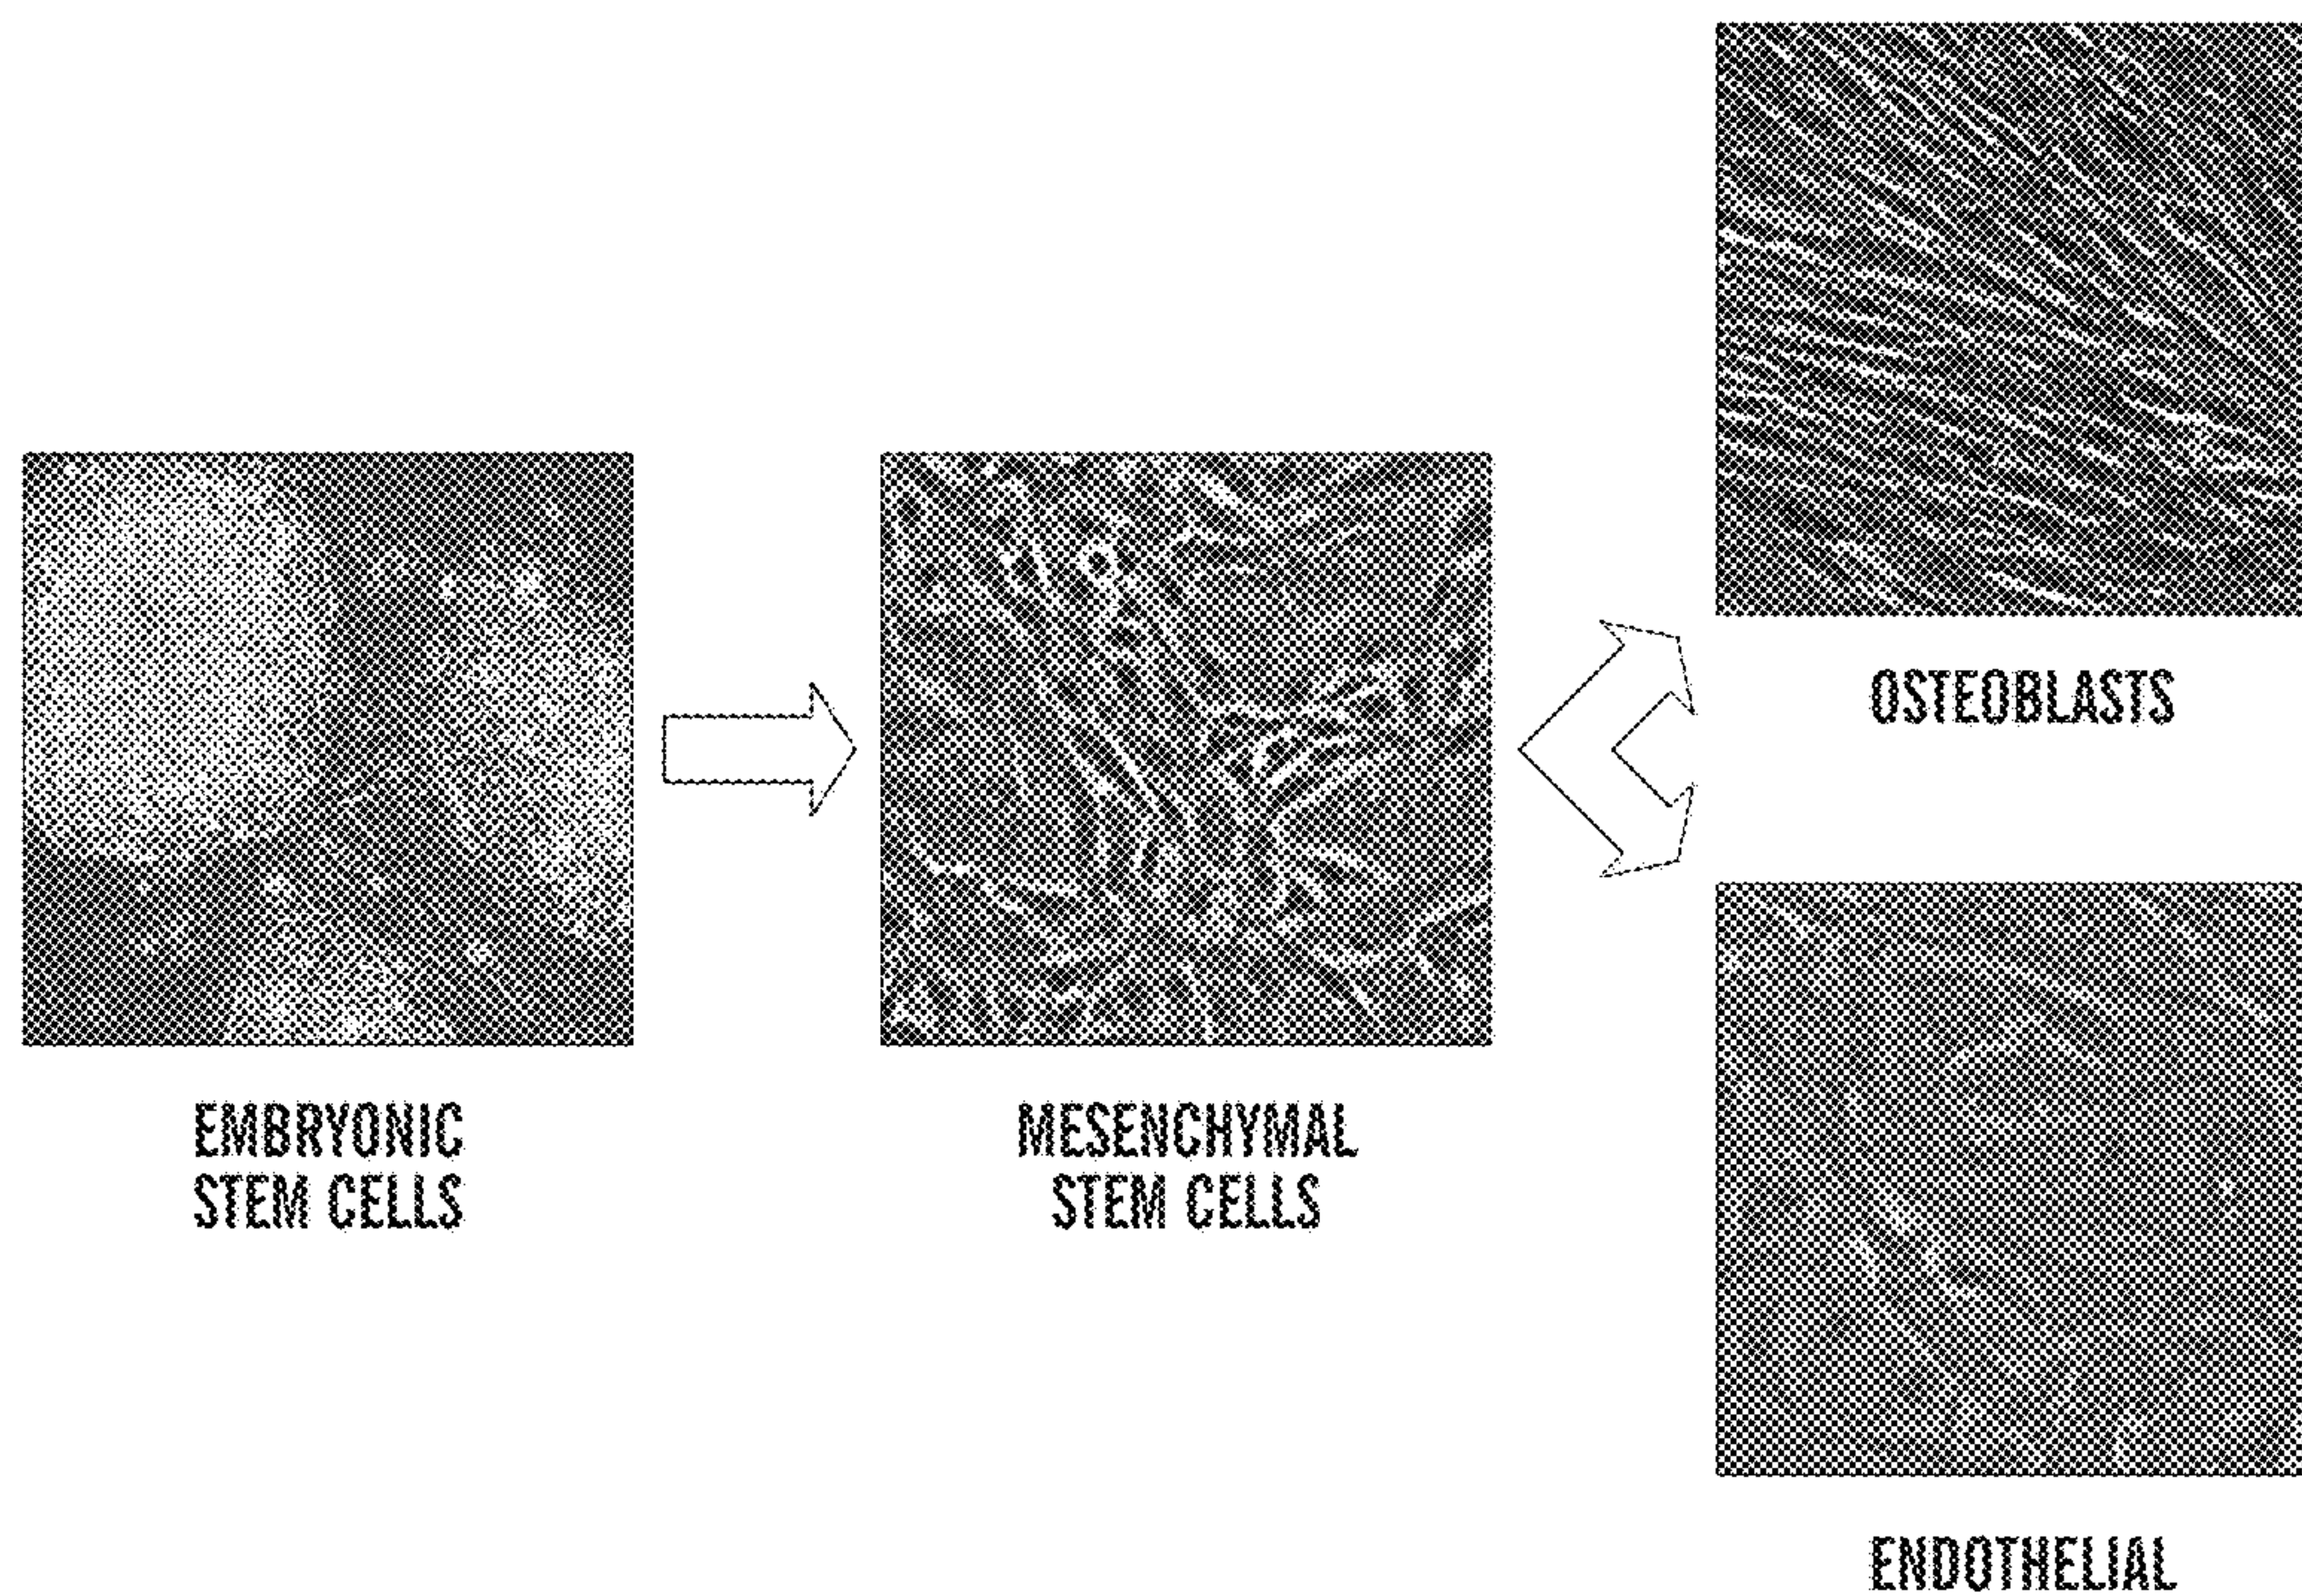 OSTEOBLASTS
EMBRYONIC
STEM CELLS
MESENCHYMAL
STEM CELLS
ENDOTHELIAL